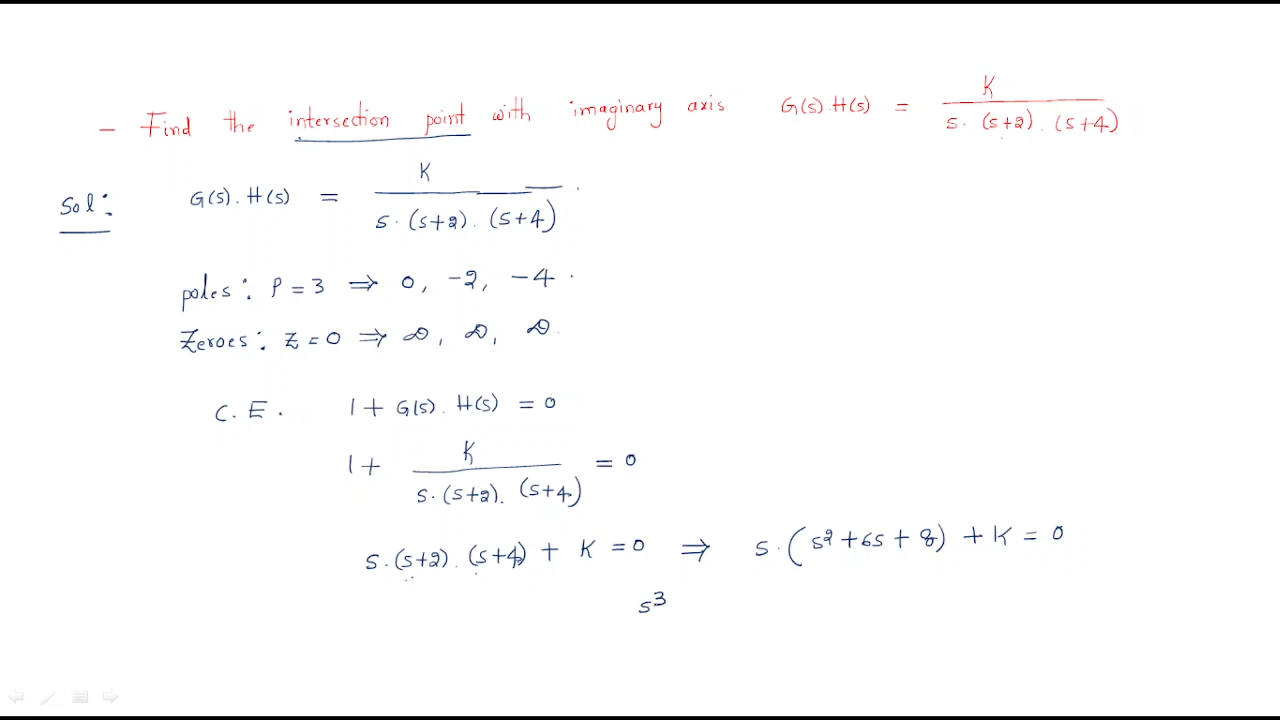 - Find the intersection point with imaginary axis G(s).H(s) = K / s.(s+2).(s+4)
Sol: G(s).H(s) = K / s.(s+2).(s+4)
poles: P = 3 ⇒ 0, -2, -4
Zeroes: Z = 0 ⇒ ∞, ∞, ∞
C.E. 1 + G(s).H(s) = 0
1 + K / s.(s+2).(s+4) = 0
s.(s+2).(s+4) + K = 0 ⇒ s.(s²+6s+8) + K = 0
s³